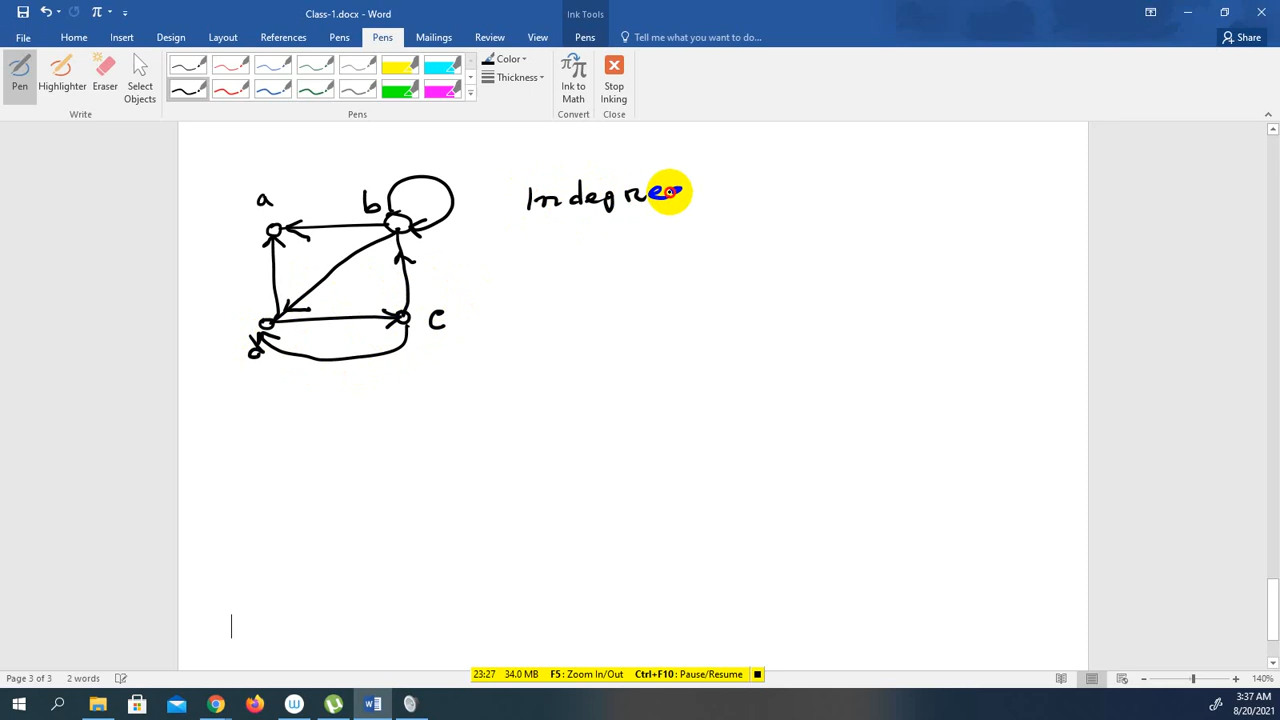 Class-1.docx - Word
Ink Tools
File Home Insert Design Layout References Pens Pens Mailings Review View Pens Tell me what you want to do... Share
Pen Highlighter Eraser Select Objects
Color Thickness
Ink to Math Stop Inking
Write Pens Convert Close
a b
Indegree
c
d
23:27 34.0 MB F5: Zoom In/Out Ctrl+F10: Pause/Resume
Page 3 of 3 2 words 140%
3:37 AM
8/20/2021